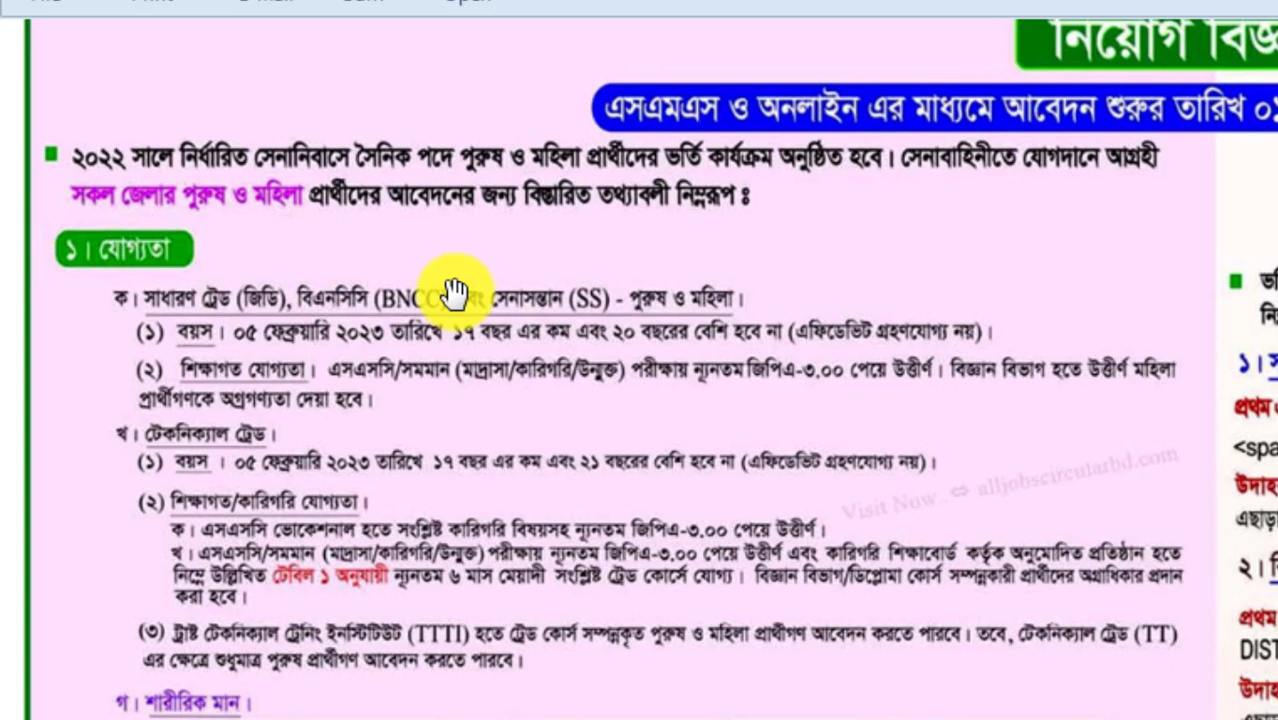 নিয়োগ বিজ্ঞ
এসএমএস ও অনলাইন এর মাধ্যমে আবেদন শুরুর তারিখ ০১
২০২২ সালে নির্ধারিত সেনানিবাসে সৈনিক পদে পুরুষ ও মহিলা প্রার্থীদের ভর্তি কার্যক্রম অনুষ্ঠিত হবে। সেনাবাহিনীতে যোগদানে আগ্রহী
সকল জেলার পুরুষ ও মহিলা প্রার্থীদের আবেদনের জন্য বিস্তারিত তথ্যাবলী নিম্নরূপ ঃ
১। যোগ্যতা
ক। সাধারণ ট্রেড (জিডি), বিএনসিসি (BNCC) এবং সেনাসন্তান (SS) - পুরুষ ও মহিলা।
(১) বয়স। ০৫ ফেব্রুয়ারি ২০২৩ তারিখে ১৭ বছর এর কম এবং ২০ বছরের বেশি হবে না (এফিডেভিট গ্রহণযোগ্য নয়)।
(২) শিক্ষাগত যোগ্যতা। এসএসসি/সমমান (মাদ্রাসা/কারিগরি/উন্মুক্ত) পরীক্ষায় ন্যূনতম জিপিএ-৩.০০ পেয়ে উত্তীর্ণ। বিজ্ঞান বিভাগ হতে উত্তীর্ণ মহিলা
প্রার্থীগণকে অগ্রগণ্যতা দেয়া হবে।
খ। টেকনিক্যাল ট্রেড।
(১) বয়স । ০৫ ফেব্রুয়ারি ২০২৩ তারিখে ১৭ বছর এর কম এবং ২১ বছরের বেশি হবে না (এফিডেভিট গ্রহণযোগ্য নয়)।
Visit Now ⇔ alljobscircularbd.com
(২) শিক্ষাগত/কারিগরি যোগ্যতা।
ক। এসএসসি ভোকেশনাল হতে সংশ্লিষ্ট কারিগরি বিষয়সহ ন্যূনতম জিপিএ-৩.০০ পেয়ে উত্তীর্ণ।
খ। এসএসসি/সমমান (মাদ্রাসা/কারিগরি/উন্মুক্ত) পরীক্ষায় ন্যূনতম জিপিএ-৩.০০ পেয়ে উত্তীর্ণ এবং কারিগরি শিক্ষাবোর্ড কর্তৃক অনুমোদিত প্রতিষ্ঠান হতে
নিম্নে উল্লিখিত টেবিল ১ অনুযায়ী ন্যূনতম ৬ মাস মেয়াদী সংশ্লিষ্ট ট্রেড কোর্সে যোগ্য। বিজ্ঞান বিভাগ/ডিপ্লোমা কোর্স সম্পন্নকারী প্রার্থীদের অগ্রাধিকার প্রদান
করা হবে।
(৩) ট্রাষ্ট টেকনিক্যাল ট্রেনিং ইনস্টিটিউট (TTTI) হতে ট্রেড কোর্স সম্পন্নকৃত পুরুষ ও মহিলা প্রার্থীগণ আবেদন করতে পারবে। তবে, টেকনিক্যাল ট্রেড (TT)
এর ক্ষেত্রে শুধুমাত্র পুরুষ প্রার্থীগণ আবেদন করতে পারবে।
গ। শারীরিক মান।
ভর্তি
নি
১। স
প্রথম
<spa
উদাহ
এছাড়া
২।
প্রথম
DIST
উদাহ